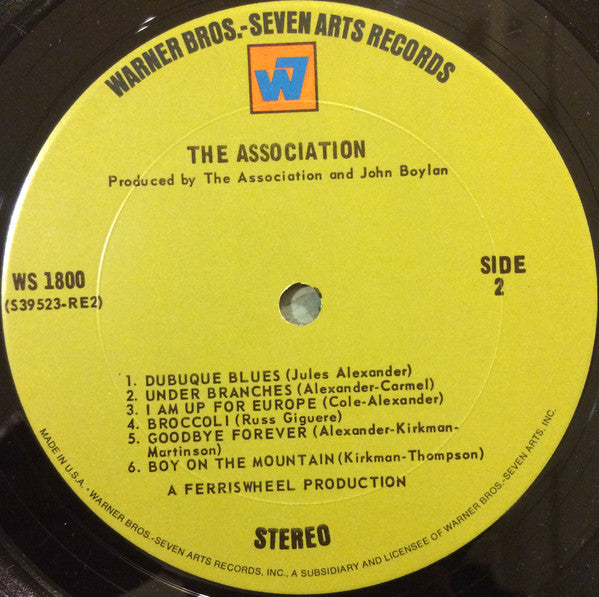 WARNER BROS.-SEVEN ARTS RECORDS
W7
THE ASSOCIATION
Produced by The Association and John Boylan
WS 1800
(S39523-RE2)
SIDE
2
1. DUBUQUE BLUES (Jules Alexander)
2. UNDER BRANCHES (Alexander-Carmel)
3. I AM UP FOR EUROPE (Cole-Alexander)
4. BROCCOLI (Russ Giguere)
5. GOODBYE FOREVER (Alexander-Kirkman-
Martinson)
6. BOY ON THE MOUNTAIN (Kirkman-Thompson)
A FERRISWHEEL PRODUCTION
STEREO
MADE IN U.S.A. • WARNER BROS.-SEVEN ARTS RECORDS, INC., A SUBSIDIARY AND LICENSEE OF WARNER BROS.-SEVEN ARTS, INC.